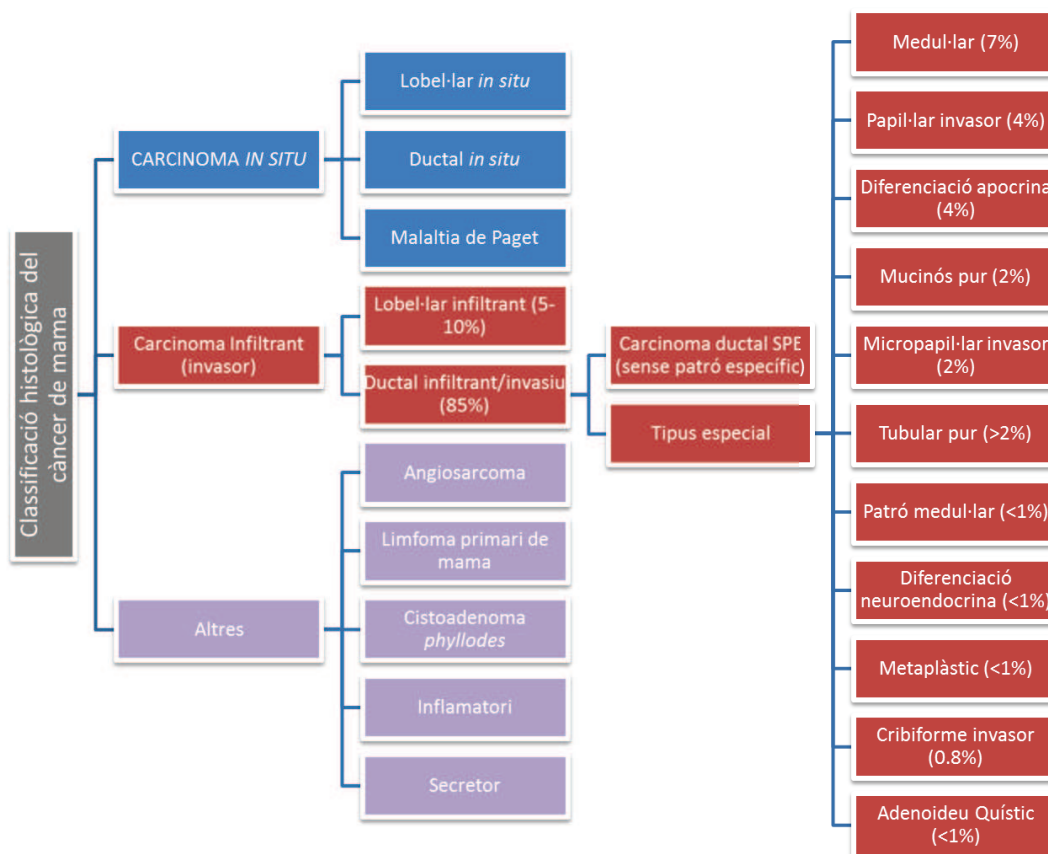 Classificació histològica del
càncer de mama
CARCINOMA IN SITU
Lobel·lar in situ
Ductal in situ
Malaltia de Paget
Carcinoma Infiltrant
(invasor)
Lobel·lar infiltrant (5-
10%)
Ductal infiltrant/invasiu
(85%)
Carcinoma ductal SPE
(sense patró específic)
Tipus especial
Medul·lar (7%)
Papil·lar invasor (4%)
Diferenciació apocrina
(4%)
Mucinós pur (2%)
Micropapil·lar invasor
(2%)
Tubular pur (>2%)
Patró medul·lar (<1%)
Diferenciació
neuroendocrina (<1%)
Metaplàstic (<1%)
Cribiforme invasor
(0.8%)
Adenoideu Quístic
(<1%)
Altres
Angiosarcoma
Limfoma primari de
mama
Cistoadenoma
phyllodes
Inflamatori
Secretor